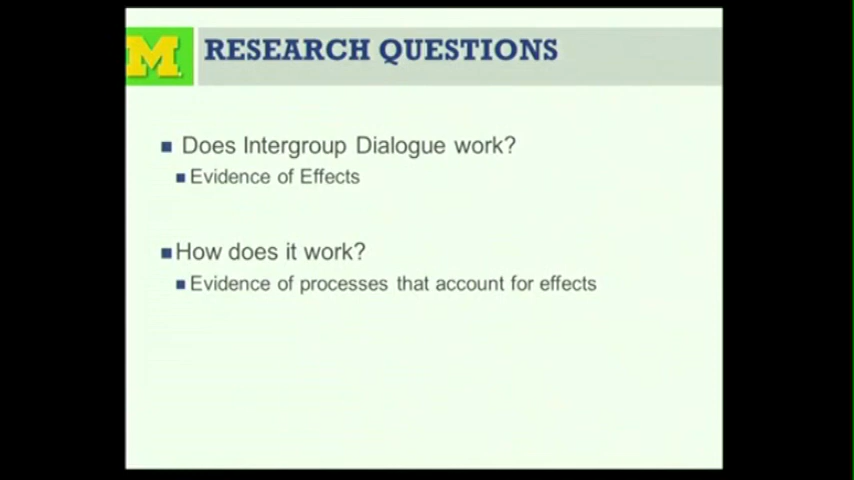 M
RESEARCH QUESTIONS
Does Intergroup Dialogue work?
Evidence of Effects
How does it work?
Evidence of processes that account for effects